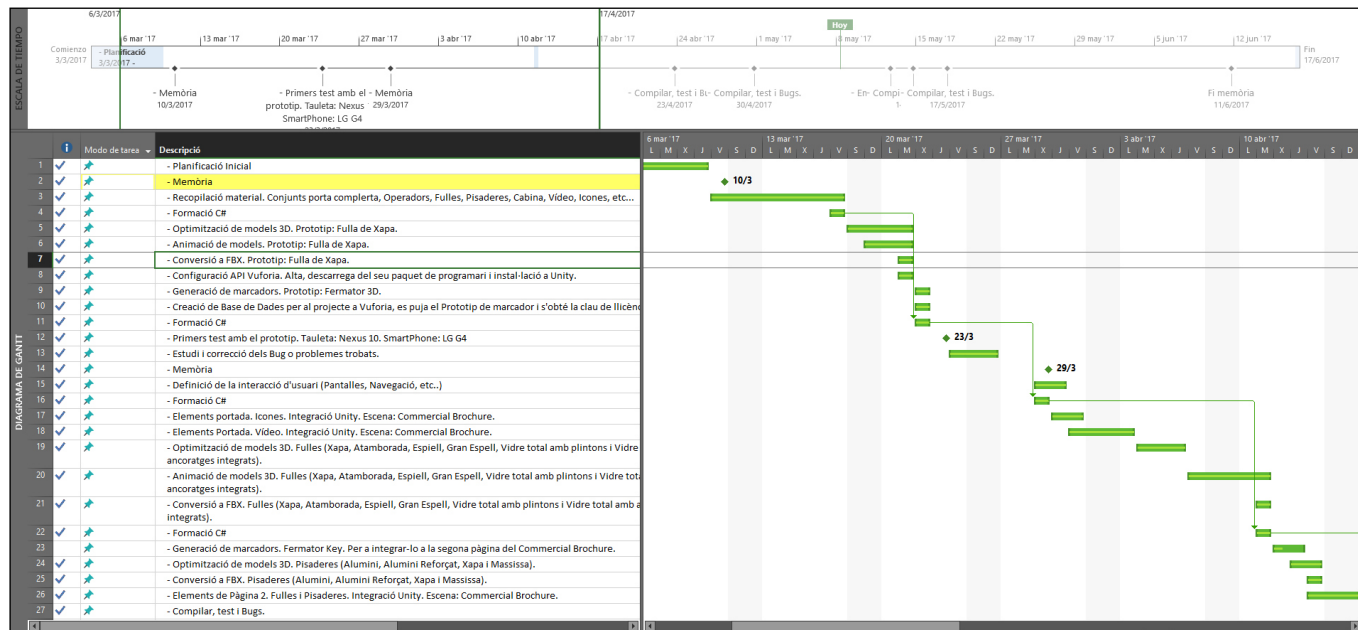 6/3/2017
17/4/2017
Hoy
6 mar '17
13 mar '17
20 mar '17
27 mar '17
3 abr '17
10 abr '17
17 abr '17
24 abr '17
1 may '17
8 may '17
15 may '17
22 may '17
29 may '17
5 jun '17
12 jun '17
ESCALA DE TIEMPO
Comienzo
3/3/2017
- Planificació
3/3/2017 -
Fin
17/6/2017
- Memòria
10/3/2017
- Primers test amb el
prototip. Tauleta: Nexus
SmartPhone: LG G4
- Memòria
29/3/2017
- Compilar, test i Bu
23/4/2017
- Compilar, test i Bugs.
30/4/2017
- En
- Compi
- Compilar, test i Bugs.
17/5/2017
Fi memòria
11/6/2017
DIAGRAMA DE GANTT
Modo de tarea
Descripció
6 mar '17
13 mar '17
20 mar '17
27 mar '17
3 abr '17
10 abr '17
L M X J V S D L M X J V S D L M X J V S D L M X J V S D L M X J V S D L M X J V S D
1 - Planificació Inicial
2 - Memòria
10/3
3 - Recopilació material. Conjunts porta complerta, Operadors, Fulles, Pisaderes, Cabina, Vídeo, Icones, etc...
4 - Formació C#
5 - Optimització de models 3D. Prototip: Fulla de Xapa.
6 - Animació de models. Prototip: Fulla de Xapa.
7 - Conversió a FBX. Prototip: Fulla de Xapa.
8 - Configuració API Vuforia. Alta, descarrega del seu paquet de programari i instal·lació a Unity.
9 - Generació de marcadors. Prototip: Fermator 3D.
10 - Creació de Base de Dades per al projecte a Vuforia, es puja el Prototip de marcador i s'obté la clau de llicènc
11 - Formació C#
12 - Primers test amb el prototip. Tauleta: Nexus 10. SmartPhone: LG G4
23/3
13 - Estudi i correcció dels Bug o problemes trobats.
14 - Memòria
29/3
15 - Definició de la interacció d'usuari (Pantalles, Navegació, etc..)
16 - Formació C#
17 - Elements portada. Icones. Integració Unity. Escena: Commercial Brochure.
18 - Elements Portada. Vídeo. Integració Unity. Escena: Commercial Brochure.
19 - Optimització de models 3D. Fulles (Xapa, Atamborada, Espiell, Gran Espell, Vidre total amb plintons i Vidre
ancoratges integrats).
20 - Animació de models 3D. Fulles (Xapa, Atamborada, Espiell, Gran Espell, Vidre total amb plintons i Vidre tota
ancoratges integrats).
21 - Conversió a FBX. Fulles (Xapa, Atamborada, Espiell, Gran Espell, Vidre total amb plintons i Vidre total amb a
integrats).
22 - Formació C#
23 - Generació de marcadors. Fermator Key. Per a integrar-lo a la segona pàgina del Commercial Brochure.
24 - Optimització de models 3D. Pisaderes (Alumini, Alumini Reforçat, Xapa i Massissa).
25 - Conversió a FBX. Pisaderes (Alumini, Alumini Reforçat, Xapa i Massissa).
26 - Elements de Pàgina 2. Fulles i Pisaderes. Integració Unity. Escena: Commercial Brochure.
27 - Compilar, test i Bugs.